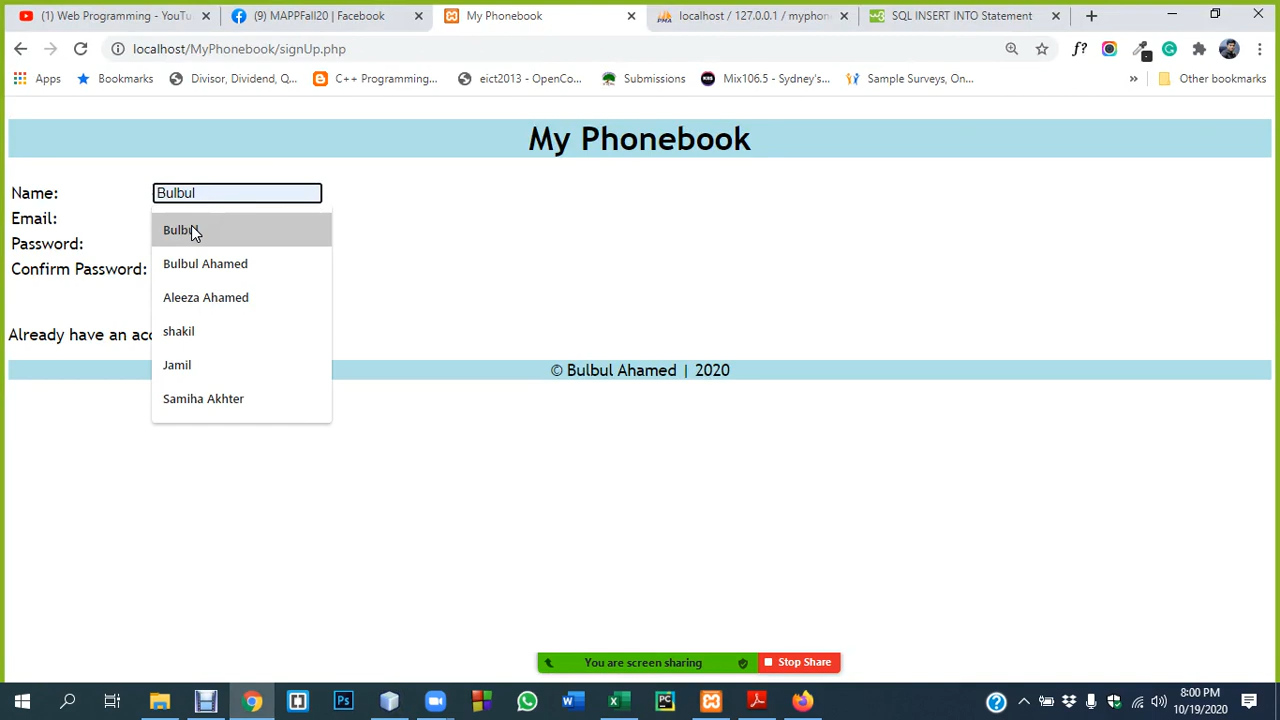 (1) Web Programming - YouTu
(9) MAPPFall20 | Facebook
My Phonebook
localhost / 127.0.0.1 / myphon
SQL INSERT INTO Statement
localhost/MyPhonebook/signUp.php
f?
Apps
Bookmarks
Divisor, Dividend, Q...
C++ Programming...
eict2013 - OpenCo...
Submissions
Mix106.5 - Sydney's...
Sample Surveys, On...
»
Other bookmarks
My Phonebook
Name:
Bulbul
Email:
Password:
Confirm Password:
Bulbul
Bulbul Ahamed
Aleeza Ahamed
shakil
Jamil
Samiha Akhter
Already have an acc
© Bulbul Ahamed | 2020
You are screen sharing
Stop Share
8:00 PM
10/19/2020